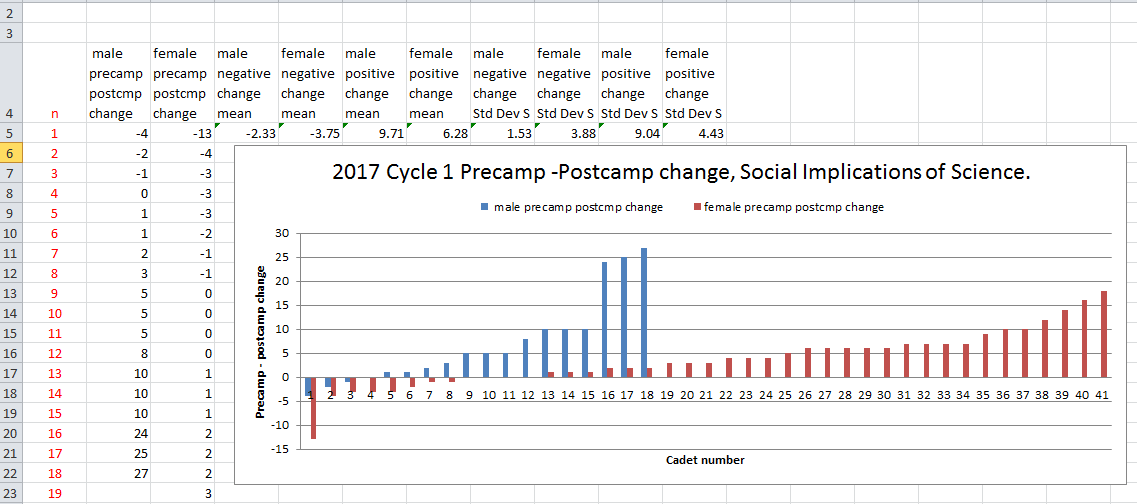 2
3
male female male female male female male female male female
precamp precamp negative negative positive positive negative negative positive positive
postcmp postcmp change change change change change change change change
4 n change change mean mean mean mean Std Dev S Std Dev S Std Dev S Std Dev S
5 1 -4 -13 -2.33 -3.75 9.71 6.28 1.53 3.88 9.04 4.43
6 2 -2 -4
7 3 -1 -3
8 4 0 -3
9 5 1 -3
10 6 1 -2
11 7 2 -1
12 8 3 -1
13 9 5 0
14 10 5 0
15 11 5 0
16 12 8 0
17 13 10 1
18 14 10 1
19 15 10 1
20 16 24 2
21 17 25 2
22 18 27 2
23 19 3
2017 Cycle 1 Precamp -Postcamp change, Social Implications of Science.
male precamp postcmp change female precamp postcmp change
Precamp - postcamp change
30
25
20
15
10
5
0
1 2 3 4 5 6 7 8 9 10 11 12 13 14 15 16 17 18 19 20 21 22 23 24 25 26 27 28 29 30 31 32 33 34 35 36 37 38 39 40 41
-5
-10
-15
Cadet number